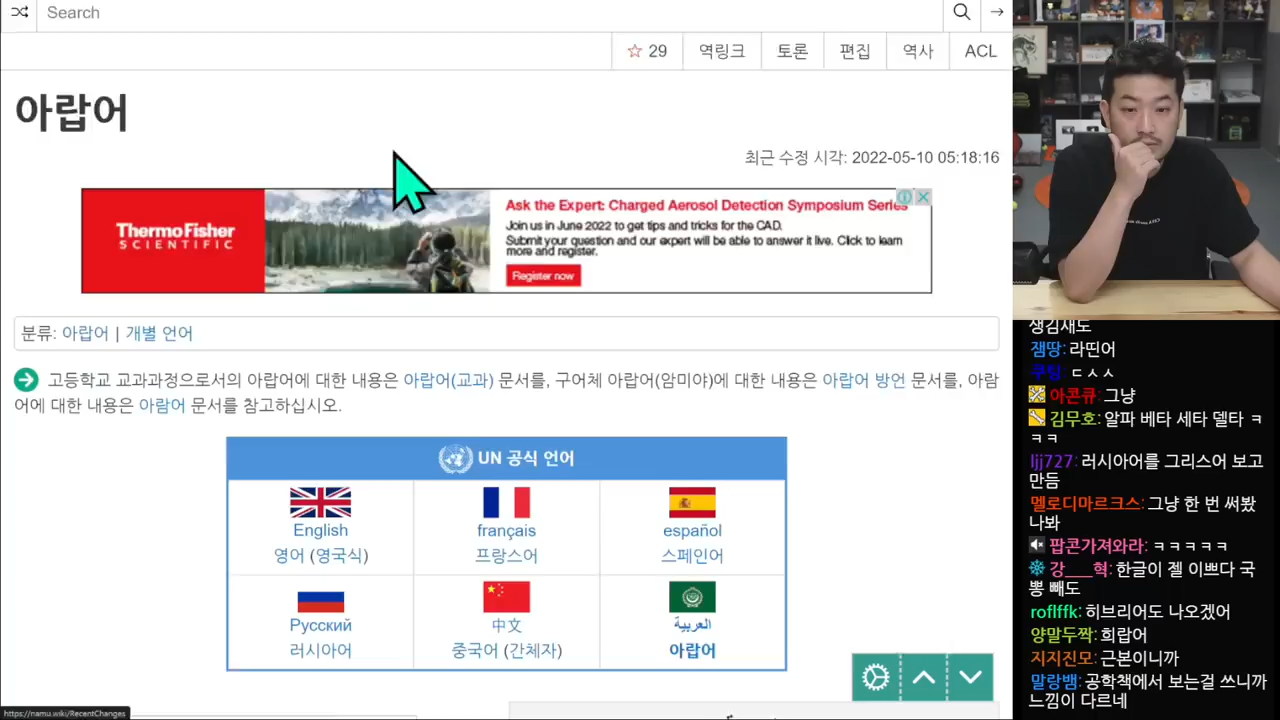 Search
29
역링크
토론
편집
역사
ACL
아랍어
최근 수정 시각: 2022-05-10 05:18:16
ThermoFisher
SCIENTIFIC
Ask the Expert: Charged Aerosol Detection Symposium Series
Join us in June 2022 to get tips and tricks for the CAD.
Submit your question and our expert will be able to answer it live. Click to learn
more and register.
Register now
분류: 아랍어 | 개별 언어
고등학교 교과과정으로서의 아랍어에 대한 내용은 아랍어(교과) 문서를, 구어체 아랍어(암미야)에 대한 내용은 아랍어 방언 문서를, 아람
어에 대한 내용은 아람어 문서를 참고하십시오.
UN 공식 언어
English
영어 (영국식)
français
프랑스어
español
스페인어
Русский
러시아어
中文
중국어 (간체자)
العربية
아랍어
https://namu.wiki/RecentChanges
생김새도
잼땅: 라띤어
쿠팅: ㄷㅅㅅ
아콘큐: 그냥
김무호: 알파 베타 세타 델타 ㅋ
ㅋㅋ
ljj727: 러시아어를 그리스어 보고
만듬
멜로디마르크스: 그냥 한 번 써봤
나봐
팝콘가져와라: ㅋㅋㅋㅋㅋ
강___혁: 한글이 젤 이쁘다 국
뽕 빼도
roflffk: 히브리어도 나오겠어
양말두짝: 희랍어
지지진모: 근본이니까
말랑뱀: 공학책에서 보는걸 쓰니까
느낌이 다르네